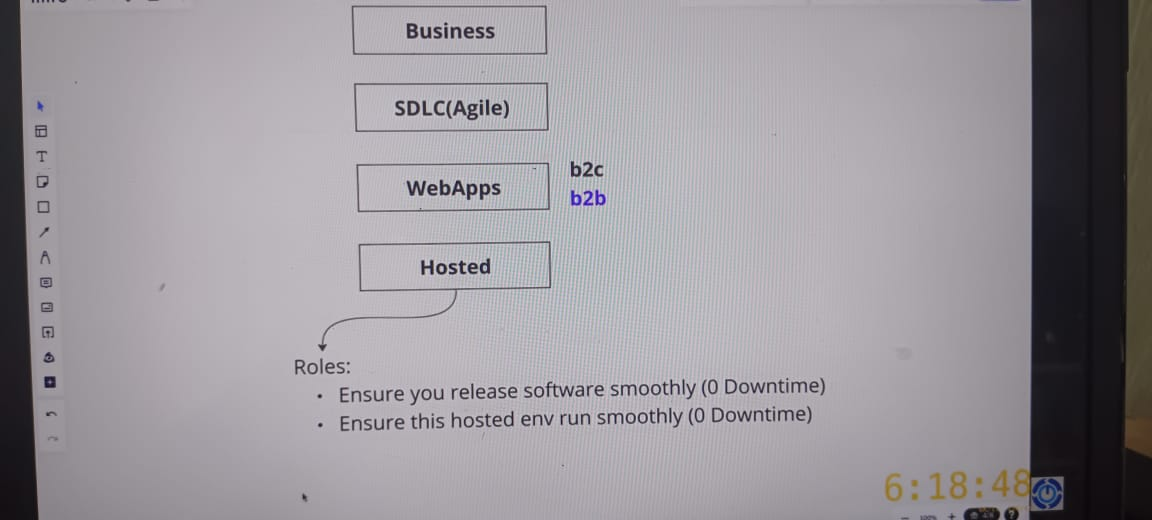 Business
SDLC(Agile)
WebApps
b2c
b2b
Hosted
Roles:
• Ensure you release software smoothly (0 Downtime)
• Ensure this hosted env run smoothly (0 Downtime)
6:18:48
100%